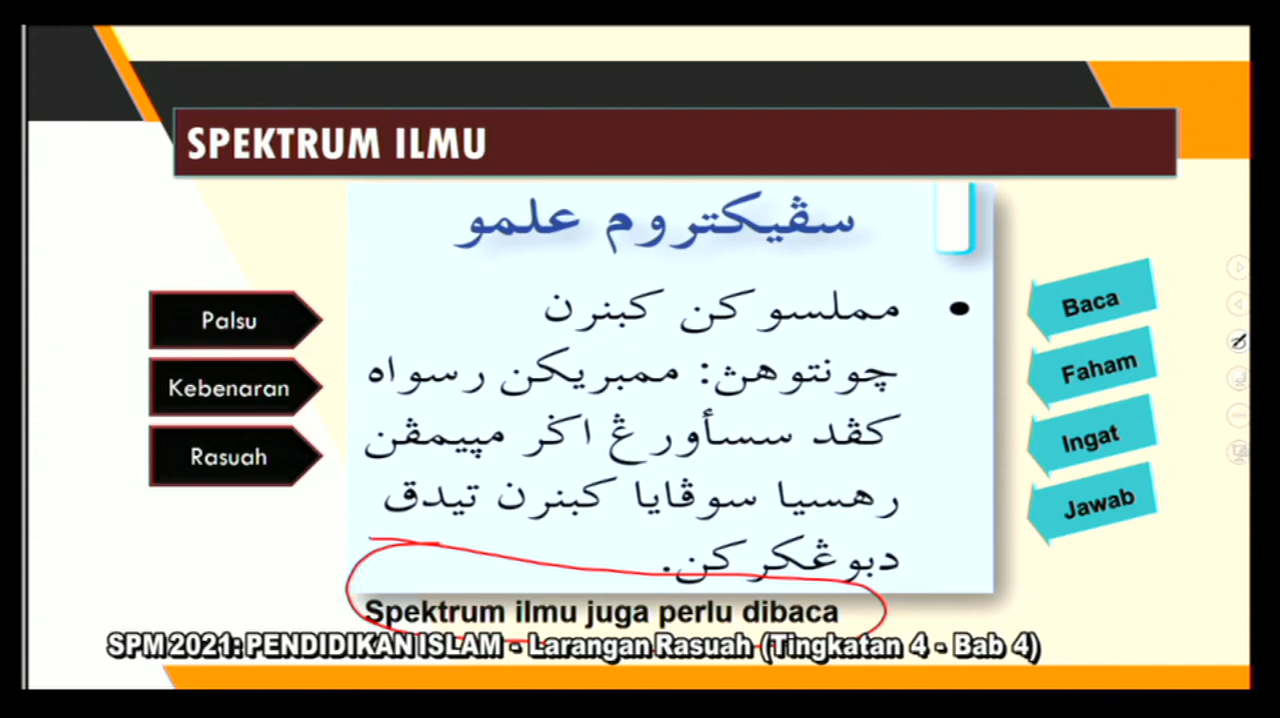 SPEKTRUM ILMU
سڤيکتروم علمو
Palsu
Kebenaran
Rasuah
• مملسوکن کبنرن
چونتوهڽ: ممبريکن رسواه
کڤد سسأورڠ اݢر مڽيمڤن
رهسيا سوڤايا کبنرن تيدق
دبوڠکرکن.
Baca
Faham
Ingat
Jawab
Spektrum ilmu juga perlu dibaca
SPM 2021: PENDIDIKAN ISLAM - Larangan Rasuah (Tingkatan 4 - Bab 4)